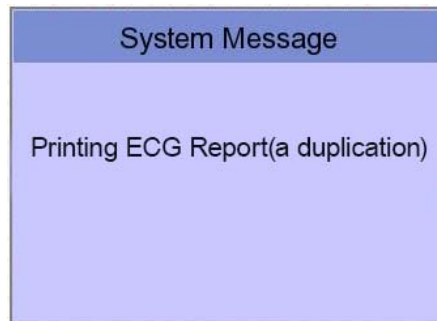 System Message
Printing ECG Report(a duplication)